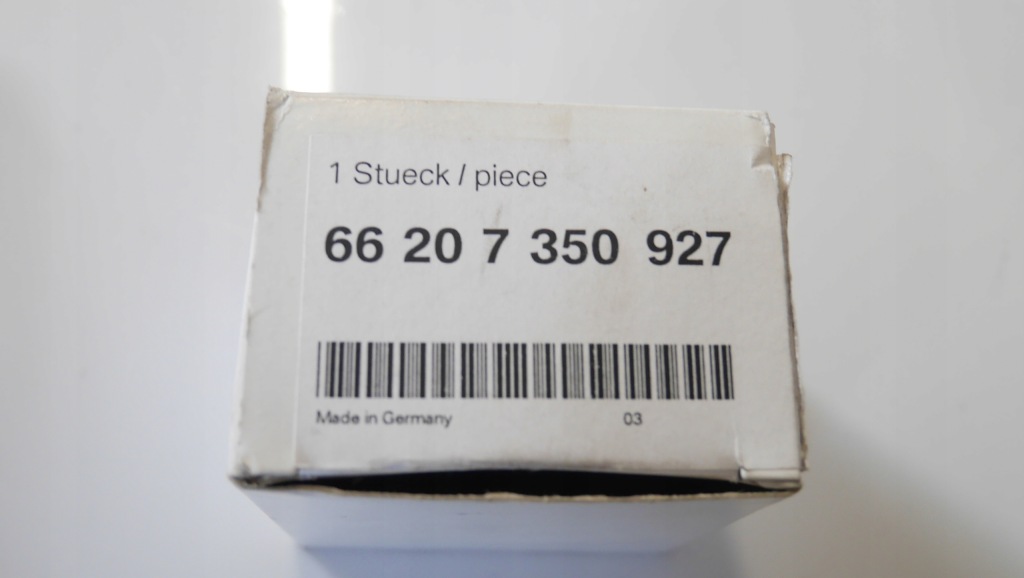 1 Stueck / piece
66 20 7 350 927
Made in Germany 03